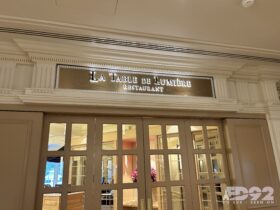 LA TABLE DE LUMIÈRE
RESTAURANT
ED92